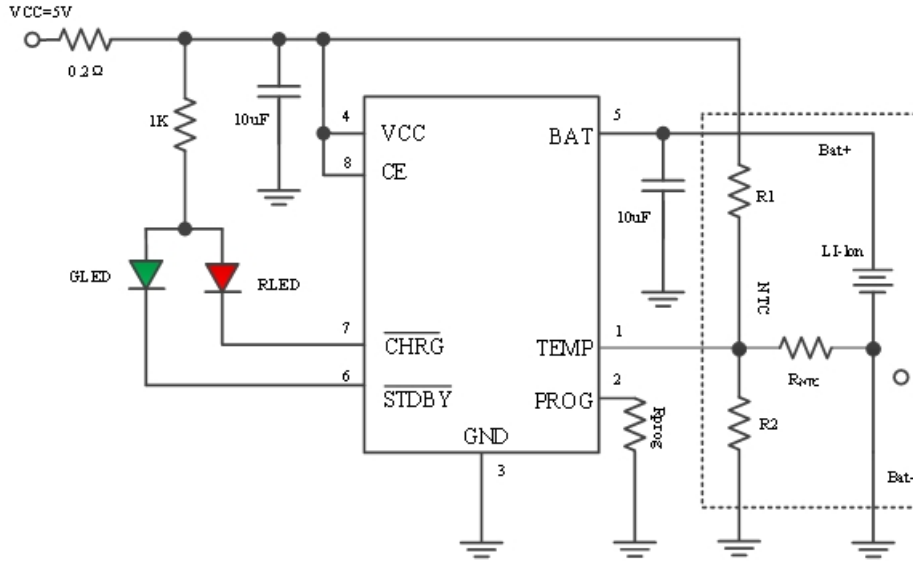 VCC=5V
0.2Ω
1K
10uF
4
VCC
8
CE
5
BAT
Bat+
10uF
R1
LI-Ion
GLED
RLED
NTC
7
CHRG
1
TEMP
RNTC
6
STDBY
2
PROG
Rprog
R2
GND
3
Bat-